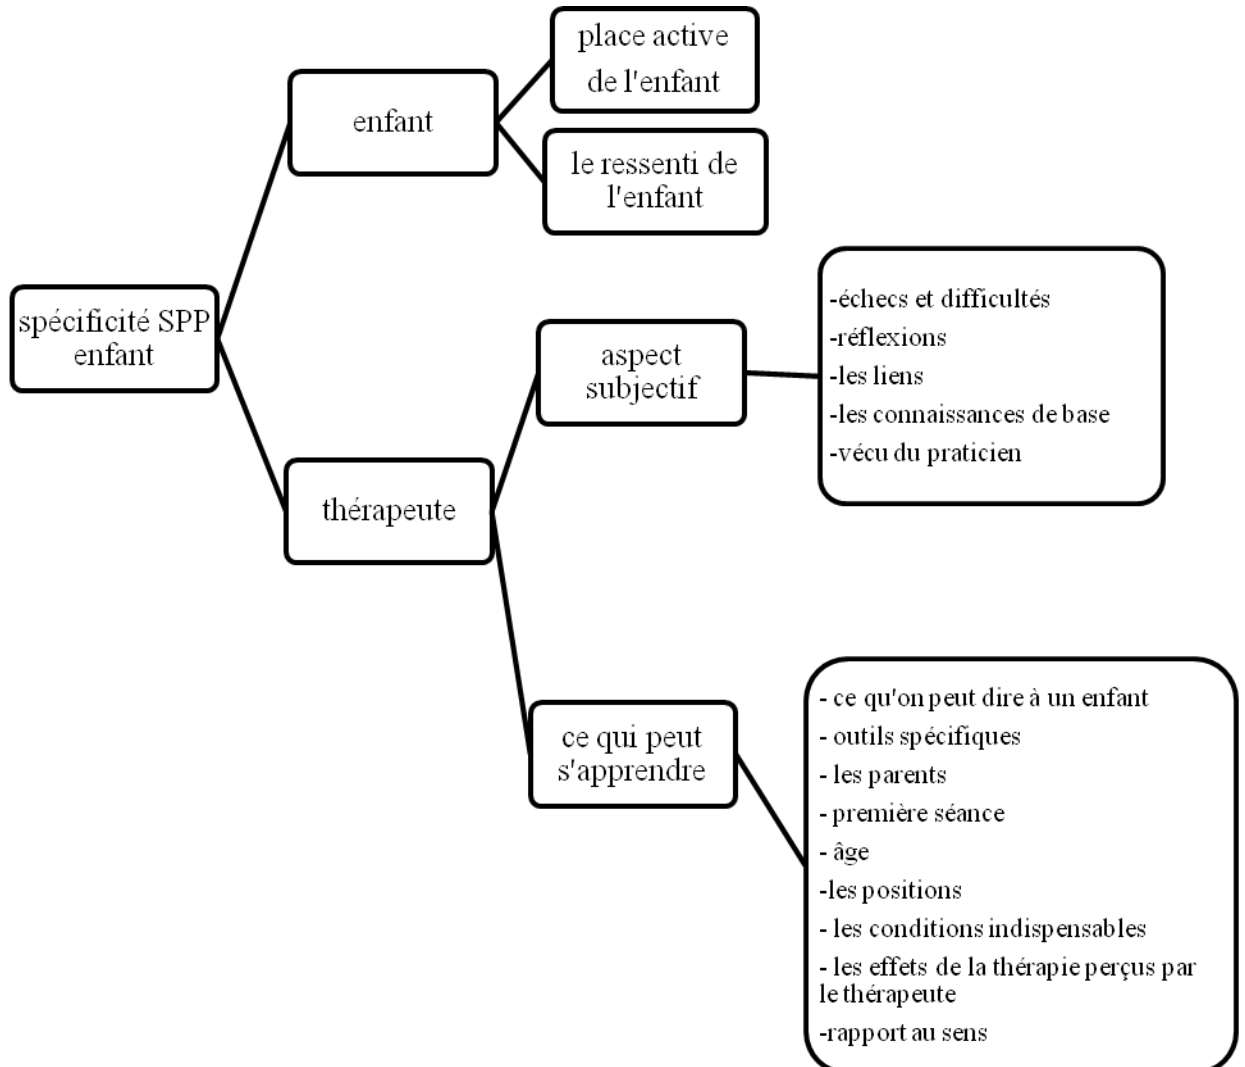 place active
de l'enfant
enfant
le ressenti de
l'enfant
spécificité SPP
enfant
aspect
subjectif
-échecs et difficultés
-réflexions
-les liens
-les connaissances de base
-vécu du praticien
thérapeute
ce qui peut
s'apprendre
- ce qu'on peut dire à un enfant
- outils spécifiques
- les parents
- première séance
- âge
-les positions
- les conditions indispensables
- les effets de la thérapie perçus par
le thérapeute
-rapport au sens